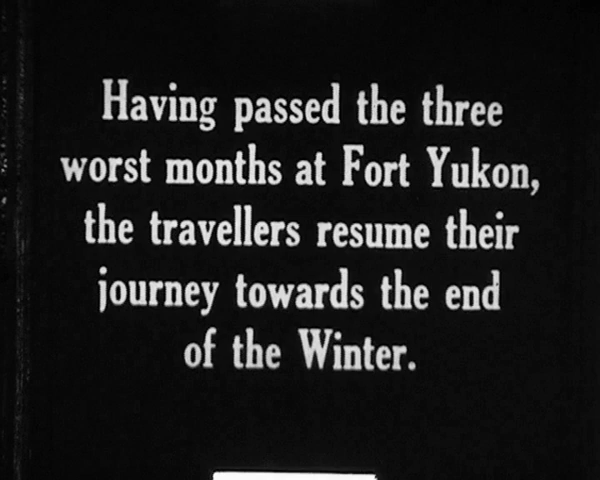 Having passed the three
worst months at Fort Yukon,
the travellers resume their
journey towards the end
of the Winter.